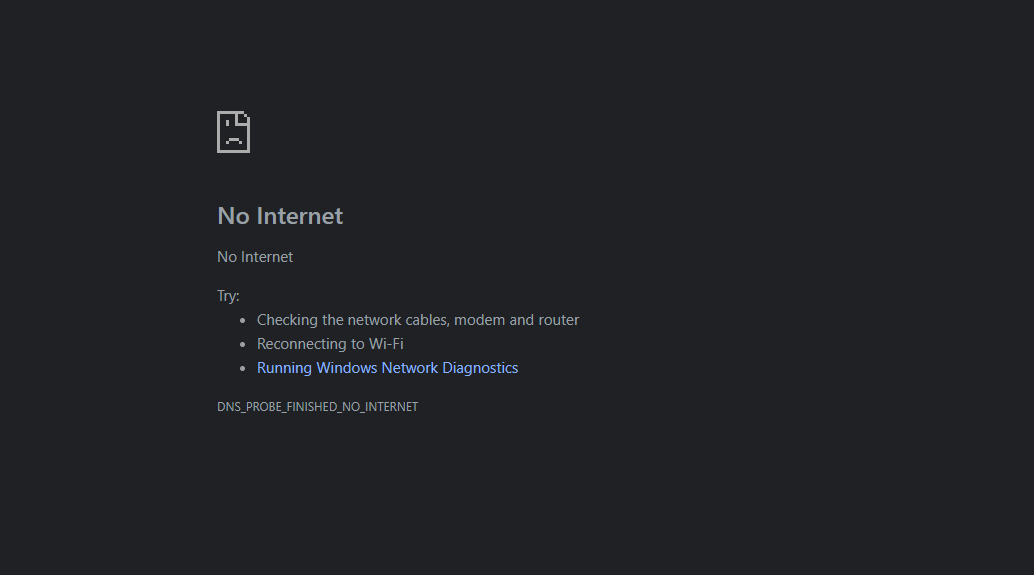 No Internet
No Internet
Try:
Checking the network cables, modem and router
Reconnecting to Wi-Fi
Running Windows Network Diagnostics
DNS_PROBE_FINISHED_NO_INTERNET